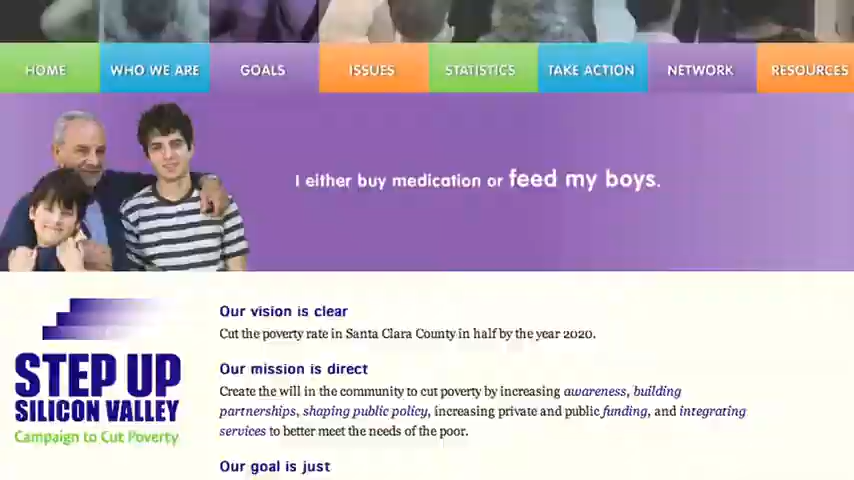 HOME WHO WE ARE GOALS ISSUES STATISTICS TAKE ACTION NETWORK RESOURCES
I either buy medication or feed my boys.
STEP UP
SILICON VALLEY
Campaign to Cut Poverty
Our vision is clear
Cut the poverty rate in Santa Clara County in half by the year 2020.
Our mission is direct
Create the will in the community to cut poverty by increasing awareness, building
partnerships, shaping public policy, increasing private and public funding, and integrating
services to better meet the needs of the poor.
Our goal is just